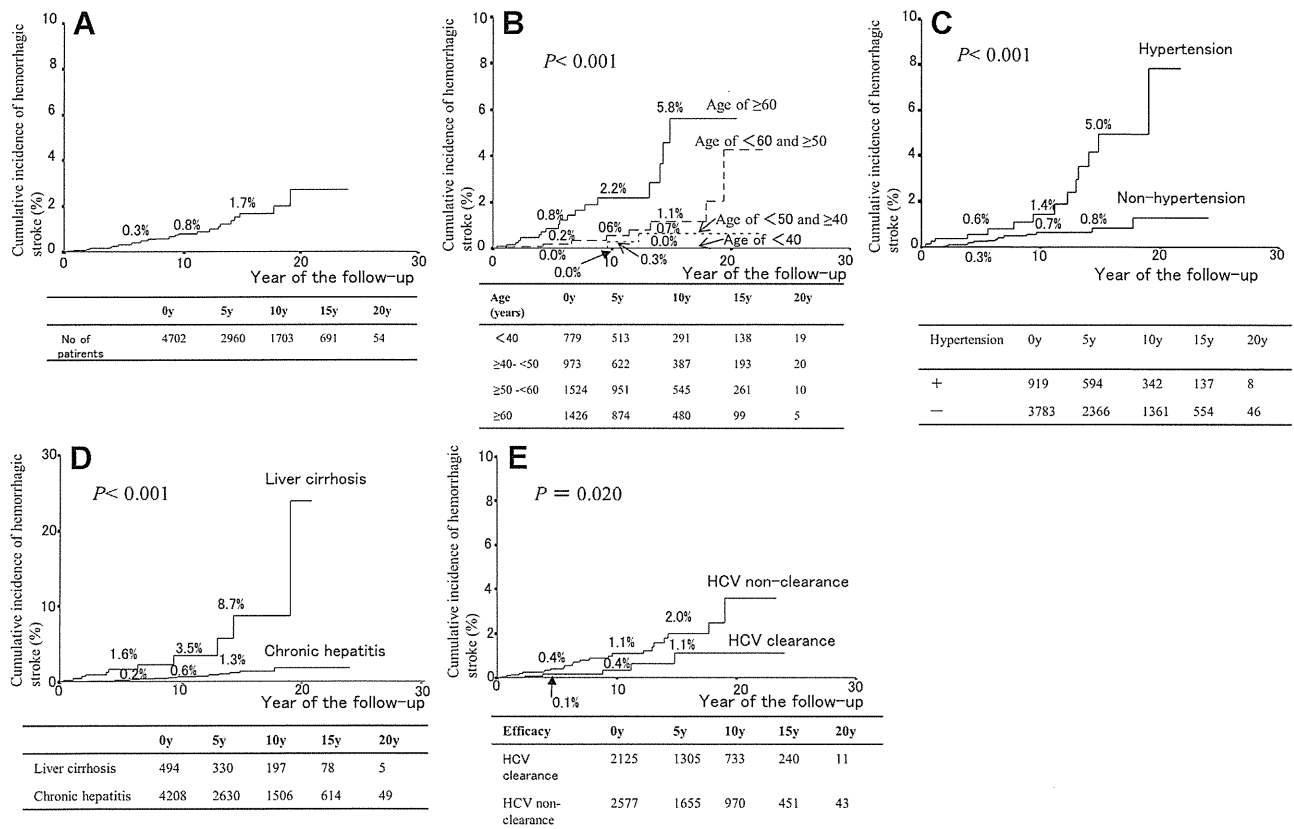 A
Cumulative incidence of hemorrhagic
stroke (%)
10
8
6
4
2
0
0.3%
0.8%
1.7%
0
10
20
30
Year of the follow-up
0y 5y 10y 15y 20y
No of
patirents
4702 2960 1703 691 54
B
P< 0.001
Cumulative incidence of hemorrhagic
stroke (%)
10
8
6
4
2
0
5.8%
Age of ≥60
Age of <60 and ≥50
2.2%
0.8%
1.1%
0.2%
06%
0.7%
Age of <50 and ≥40
0.0%
Age of <40
0.0%
0.3%
0.0%
0
10
20
30
Year of the follow-up
Age
(years)
0y 5y 10y 15y 20y
<40 779 513 291 138 19
≥40- <50 973 622 387 193 20
≥50 -<60 1524 951 545 261 10
≥60 1426 874 480 99 5
C
P< 0.001
Cumulative incidence of hemorrhagic
stroke (%)
10
8
6
4
2
0
Hypertension
5.0%
Non-hypertension
0.6%
1.4%
0.7%
0.8%
0.3%
0
10
20
30
Year of the follow-up
Hypertension 0y 5y 10y 15y 20y
+ 919 594 342 137 8
− 3783 2366 1361 554 46
D
P< 0.001
Cumulative incidence of hemorrhagic
stroke (%)
30
20
10
0
Liver cirrhosis
8.7%
3.5%
1.6%
Chronic hepatitis
1.3%
0.6%
0.2%
0
10
20
30
Year of the follow-up
0y 5y 10y 15y 20y
Liver cirrhosis 494 330 197 78 5
Chronic hepatitis 4208 2630 1506 614 49
E
P = 0.020
Cumulative incidence of hemorrhagic
stroke (%)
10
8
6
4
2
0
HCV non-clearance
2.0%
1.1%
HCV clearance
0.4%
0.4%
1.1%
0.1%
0
10
20
30
Year of the follow-up
Efficacy 0y 5y 10y 15y 20y
HCV
clearance
2125 1305 733 240 11
HCV non-
clearance
2577 1655 970 451 43